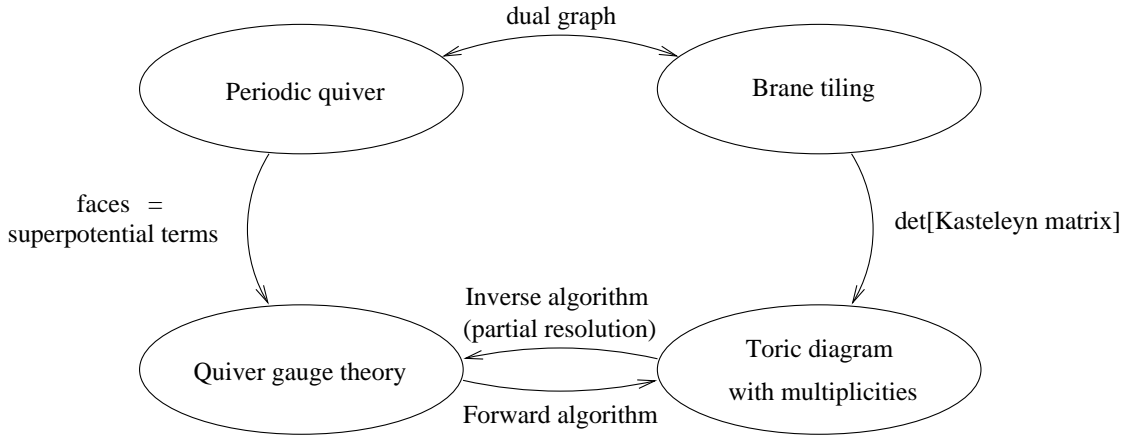 dual graph
Periodic quiver
Brane tiling
faces =
superpotential terms
det[Kasteleyn matrix]
Inverse algorithm
(partial resolution)
Quiver gauge theory
Toric diagram
with multiplicities
Forward algorithm